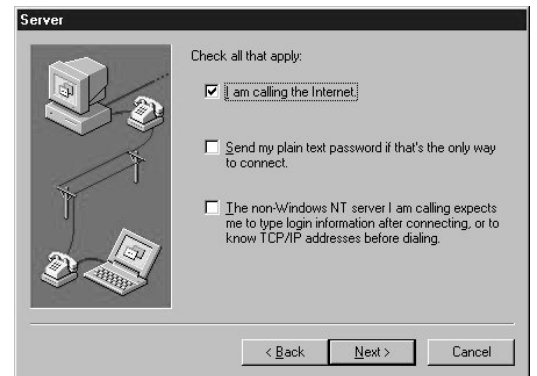 Server
Check all that apply:
I am calling the Internet.
Send my plain text password if that's the only way
to connect.
The non-Windows NT server I am calling expects
me to type login information after connecting, or to
know TCP/IP addresses before dialing.
< Back
Next >
Cancel